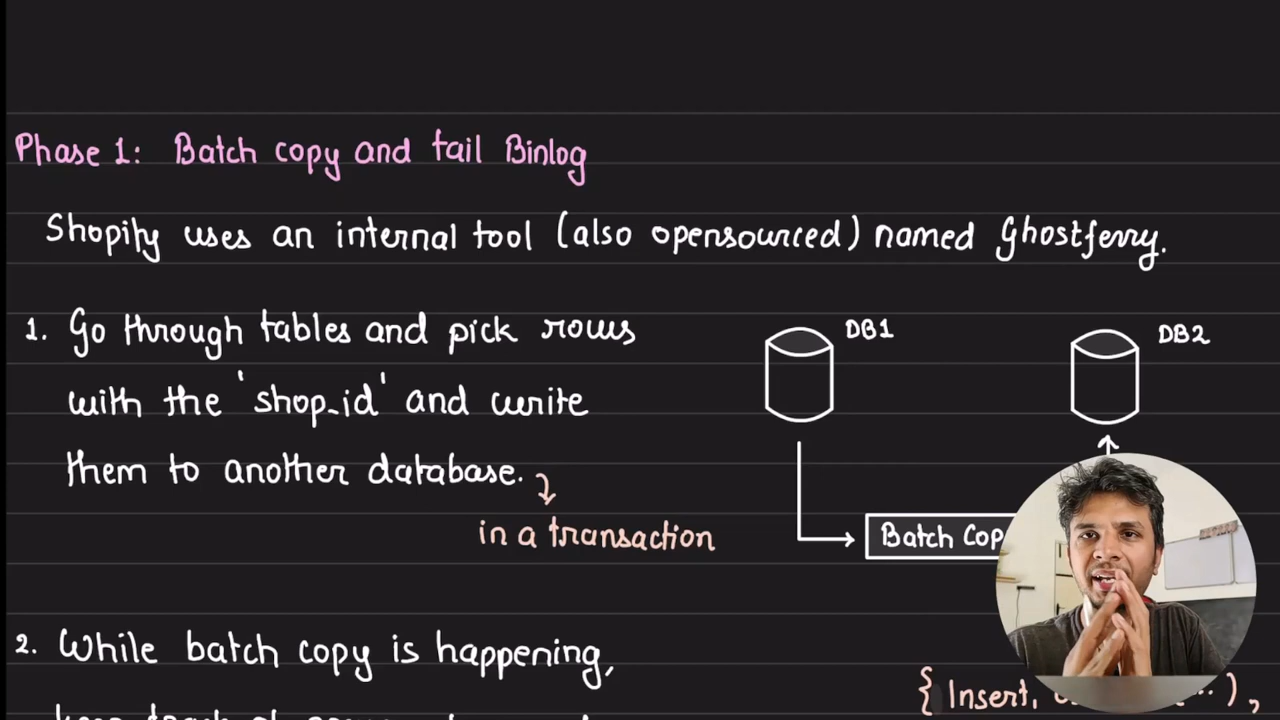 Phase 1: Batch copy and tail Binlog
Shopify uses an internal tool (also opensourced) named Ghostferry.
1. Go through tables and pick rows
with the 'shop_id' and write
them to another database.
in a transaction
DB1
DB2
Batch Cop
2. While batch copy is happening,
{ Insert,